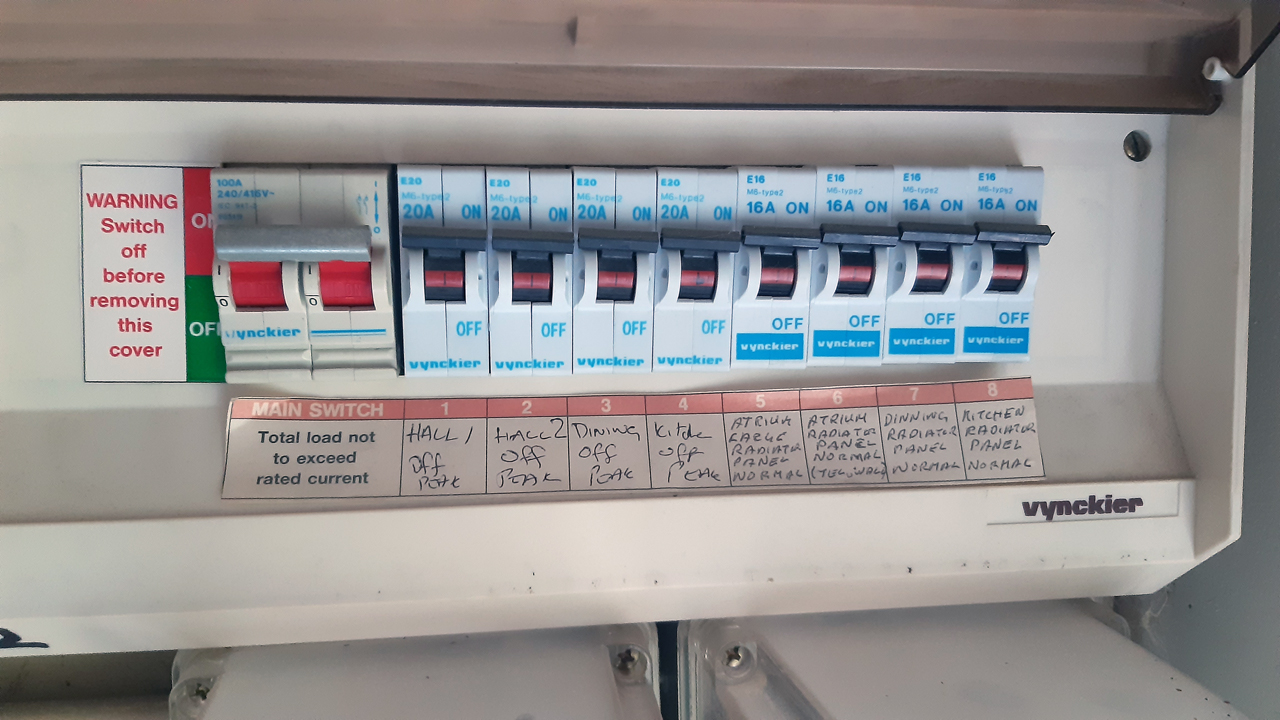 WARNING
Switch
off
before
removing
this
cover
ON
OFF
100A
240/415V~
I
O
I
O
vynckier
E20
M6-type2
20A ON
OFF
vynckier
E20
M6-type2
20A ON
OFF
vynckier
E20
M6-type2
20A ON
OFF
vynckier
E20
M6-type2
20A ON
OFF
vynckier
E16
M6-type2
16A ON
OFF
vynckier
E16
M6-type2
16A ON
OFF
vynckier
E16
M6-type2
16A ON
OFF
vynckier
E16
M6-type2
16A ON
OFF
vynckier
MAIN SWITCH
Total load not
to exceed
rated current
1
HALL 1
Off
PEAK
2
HALL 2
Off
PEAK
3
DINING
Off
PEAK
4
Off
PEAK
5
ATRIUM
LARGE
RADIATOR
PANEL
NORMAL
6
ATRIUM
RADIATOR
PANEL
NORMAL
7
DINNING
RADIATOR
PANEL
NORMAL
8
KITCHEN
RADIATOR
PANEL
NORMAL
vynckier